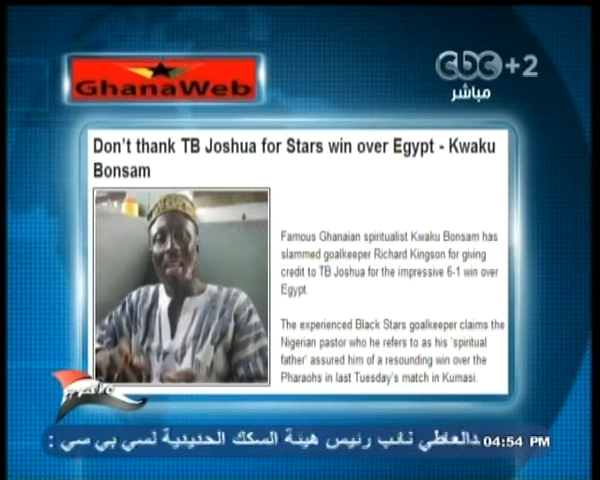 GhanaWeb
cbc +2
مباشر
Don't thank TB Joshua for Stars win over Egypt - Kwaku
Bonsam
Famous Ghanaian spiritualist Kwaku Bonsam has
slammed goalkeeper Richard Kingson for giving
credit to TB Joshua for the impressive 6-1 win over
Egypt.
The experienced Black Stars goalkeeper claims the
Nigerian pastor who he refers to as his 'spiritual
father' assured him of a resounding win over the
Pharaohs in last Tuesday's match in Kumasi.
نائب رئيس هيئة السكك الحديدية لسي بي سي :
04:54 PM